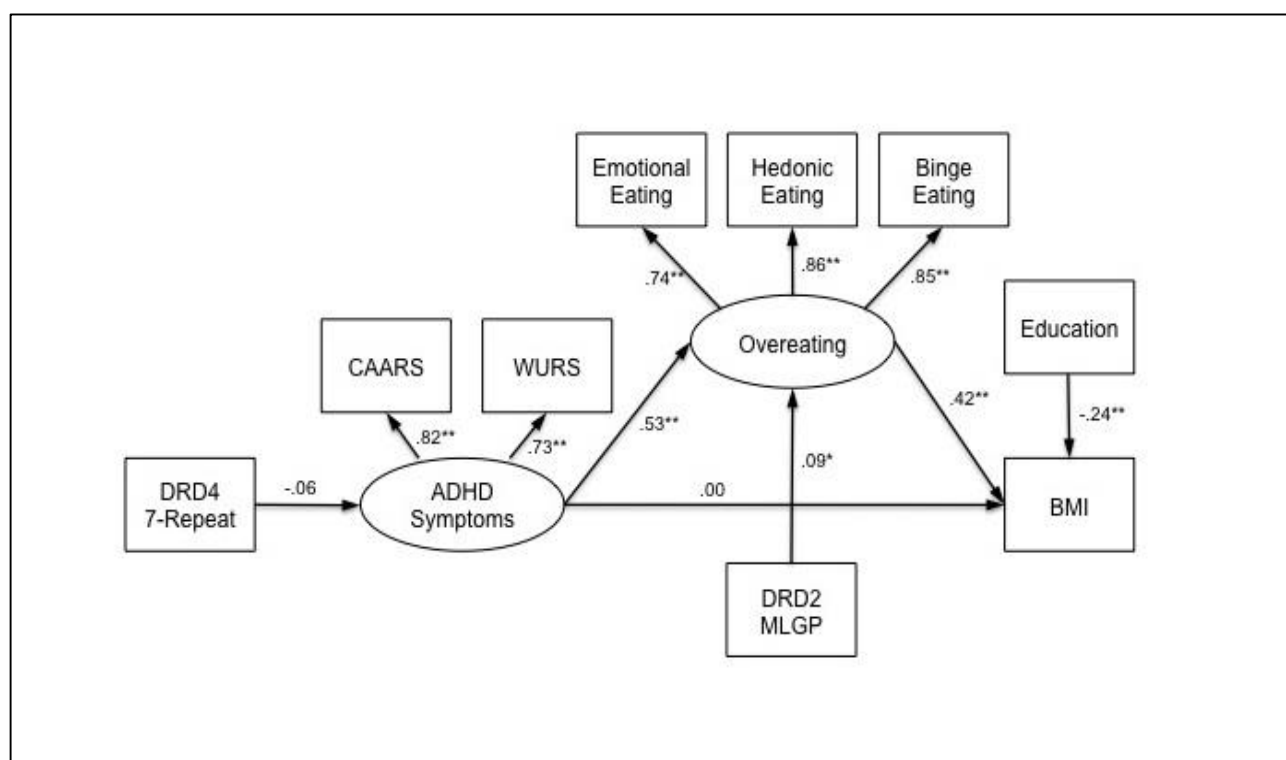 Emotional
Eating
Hedonic
Eating
Binge
Eating
.74**
.86**
.85**
Education
Overeating
CAARS
WURS
-.24**
.42**
.82**
.73**
.53**
.09*
DRD4
7-Repeat
-.06
ADHD
Symptoms
.00
BMI
DRD2
MLGP